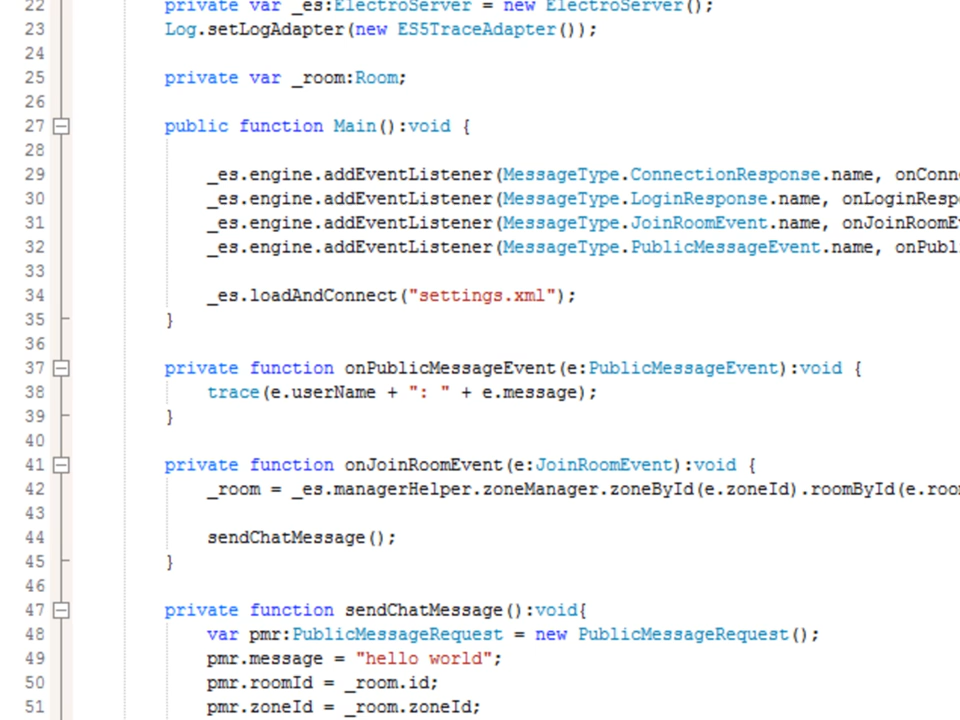 22 private var _es:ElectroServer = new ElectroServer();
23 Log.setLogAdapter(new ES5TraceAdapter());
24
25 private var _room:Room;
26
27 public function Main():void {
28
29 _es.engine.addEventListener(MessageType.ConnectionResponse.name, onConn
30 _es.engine.addEventListener(MessageType.LoginResponse.name, onLoginResp
31 _es.engine.addEventListener(MessageType.JoinRoomEvent.name, onJoinRoomE
32 _es.engine.addEventListener(MessageType.PublicMessageEvent.name, onPubl
33
34 _es.loadAndConnect("settings.xml");
35 }
36
37 private function onPublicMessageEvent(e:PublicMessageEvent):void {
38 trace(e.userName + ": " + e.message);
39 }
40
41 private function onJoinRoomEvent(e:JoinRoomEvent):void {
42 _room = _es.managerHelper.zoneManager.zoneById(e.zoneId).roomById(e.roo
43
44 sendChatMessage();
45 }
46
47 private function sendChatMessage():void{
48 var pmr:PublicMessageRequest = new PublicMessageRequest();
49 pmr.message = "hello world";
50 pmr.roomId = _room.id;
51 pmr.zoneId = _room.zoneId;